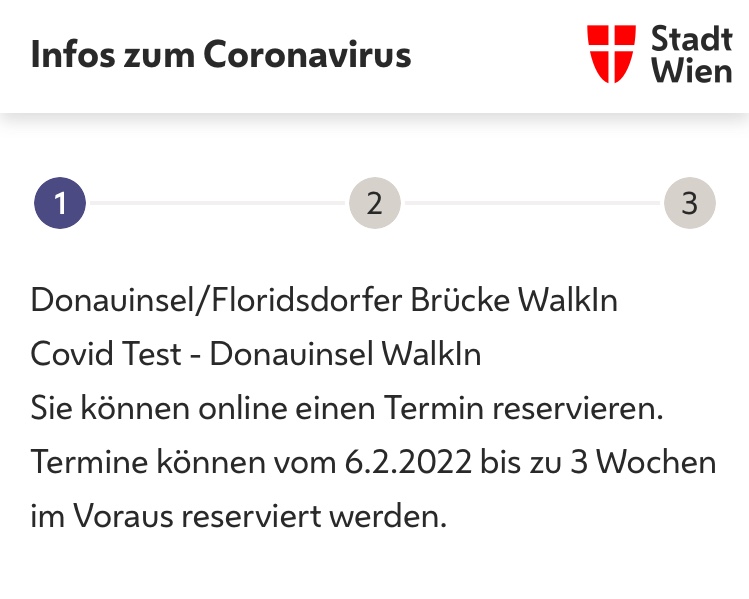 Infos zum Coronavirus
Stadt
Wien
1
2
3
Donauinsel/Floridsdorfer Brücke WalkIn
Covid Test - Donauinsel WalkIn
Sie können online einen Termin reservieren.
Termine können vom 6.2.2022 bis zu 3 Wochen
im Voraus reserviert werden.